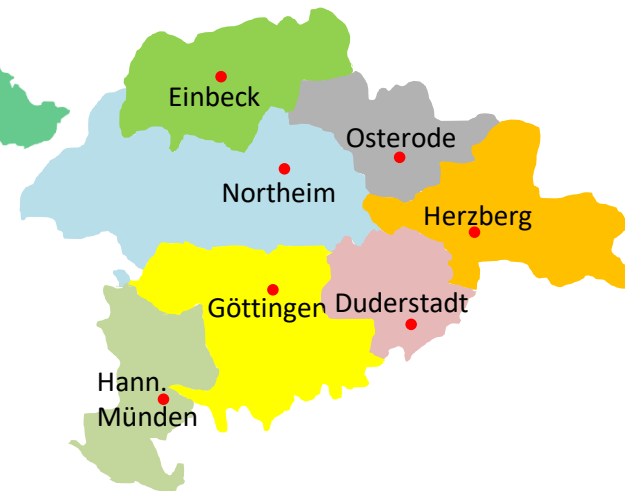 Einbeck
Osterode
Northeim
Herzberg
Göttingen
Duderstadt
Hann.
Münden